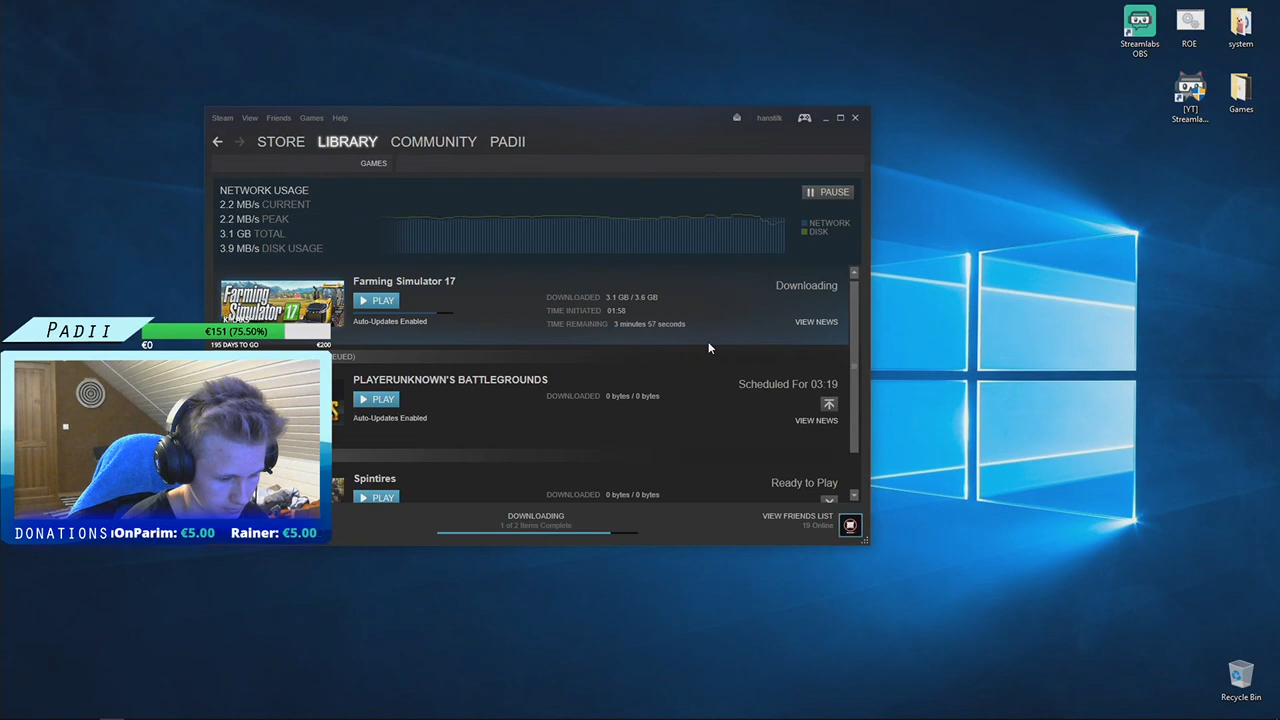 Streamlabs OBS
ROE
system
[YT] Streamla...
Games
Steam View Friends Games Help
hanstilk
STORE LIBRARY COMMUNITY PADII
GAMES
NETWORK USAGE
2.2 MB/s CURRENT
2.2 MB/s PEAK
3.1 GB TOTAL
3.9 MB/s DISK USAGE
PAUSE
NETWORK
DISK
Farming Simulator 17
Farming Simulator 17
PLAY
Auto-Updates Enabled
DOWNLOADED 3.1 GB / 3.6 GB
TIME INITIATED 01:58
TIME REMAINING 3 minutes 57 seconds
Downloading
VIEW NEWS
Padii
€151 (75.50%)
€0
195 DAYS TO GO
€200
UED)
PLAYERUNKNOWN'S BATTLEGROUNDS
PLAY
Auto-Updates Enabled
DOWNLOADED 0 bytes / 0 bytes
Scheduled For 03:19
VIEW NEWS
Spintires
PLAY
DOWNLOADED 0 bytes / 0 bytes
Ready to Play
DOWNLOADING
1 of 2 Items Complete
VIEW FRIENDS LIST
19 Online
DONATIONS OnParim: €5.00 Rainer: €5.00
Recycle Bin